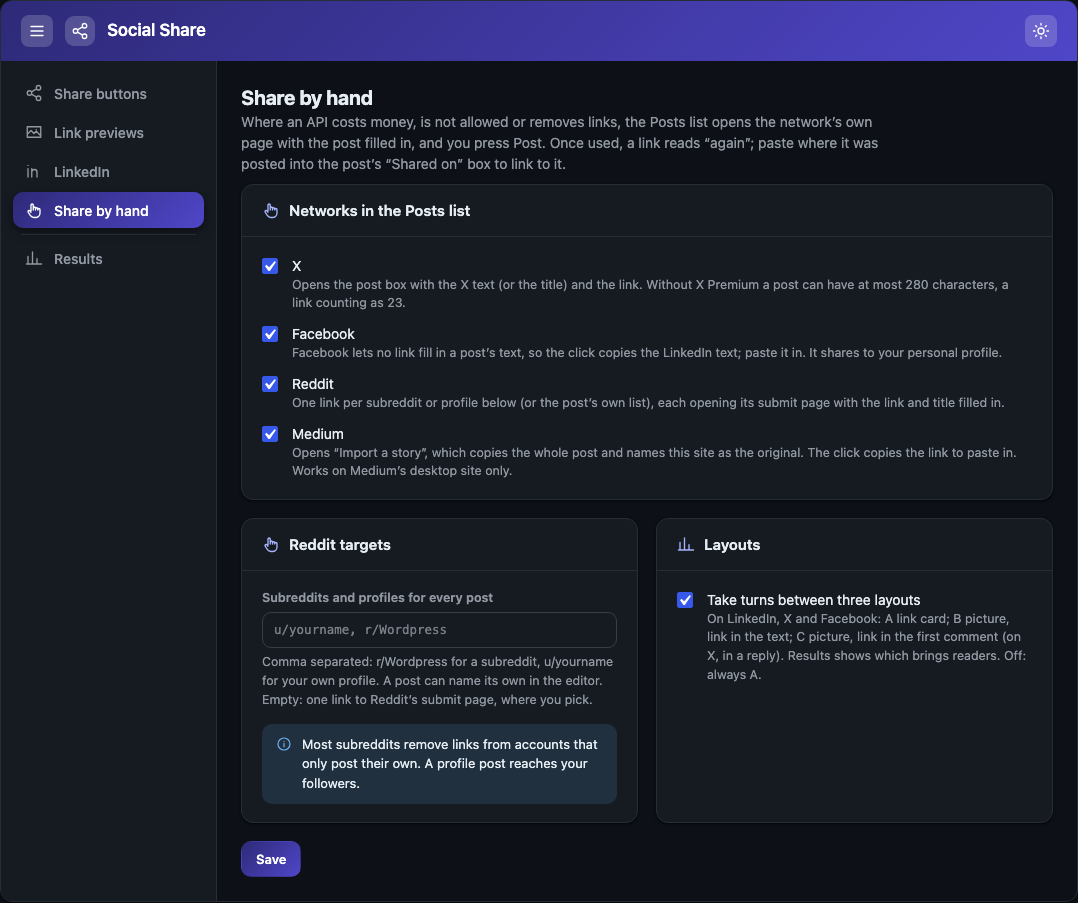 Social Share
Share buttons
Link previews
in LinkedIn
Share by hand
Results
Share by hand
Where an API costs money, is not allowed or removes links, the Posts list opens the network’s own
page with the post filled in, and you press Post. Once used, a link reads “again”; paste where it was
posted into the post’s “Shared on” box to link to it.
Networks in the Posts list
X
Opens the post box with the X text (or the title) and the link. Without X Premium a post can have at most 280 characters, a
link counting as 23.
Facebook
Facebook lets no link fill in a post’s text, so the click copies the LinkedIn text; paste it in. It shares to your personal profile.
Reddit
One link per subreddit or profile below (or the post’s own list), each opening its submit page with the link and title filled in.
Medium
Opens “Import a story”, which copies the whole post and names this site as the original. The click copies the link to paste in.
Works on Medium’s desktop site only.
Reddit targets
Subreddits and profiles for every post
u/yourname, r/Wordpress
Comma separated: r/Wordpress for a subreddit, u/yourname
for your own profile. A post can name its own in the editor.
Empty: one link to Reddit’s submit page, where you pick.
Most subreddits remove links from accounts that
only post their own. A profile post reaches your
followers.
Layouts
Take turns between three layouts
On LinkedIn, X and Facebook: A link card; B picture,
link in the text; C picture, link in the first comment (on
X, in a reply). Results shows which brings readers. Off:
always A.
Save